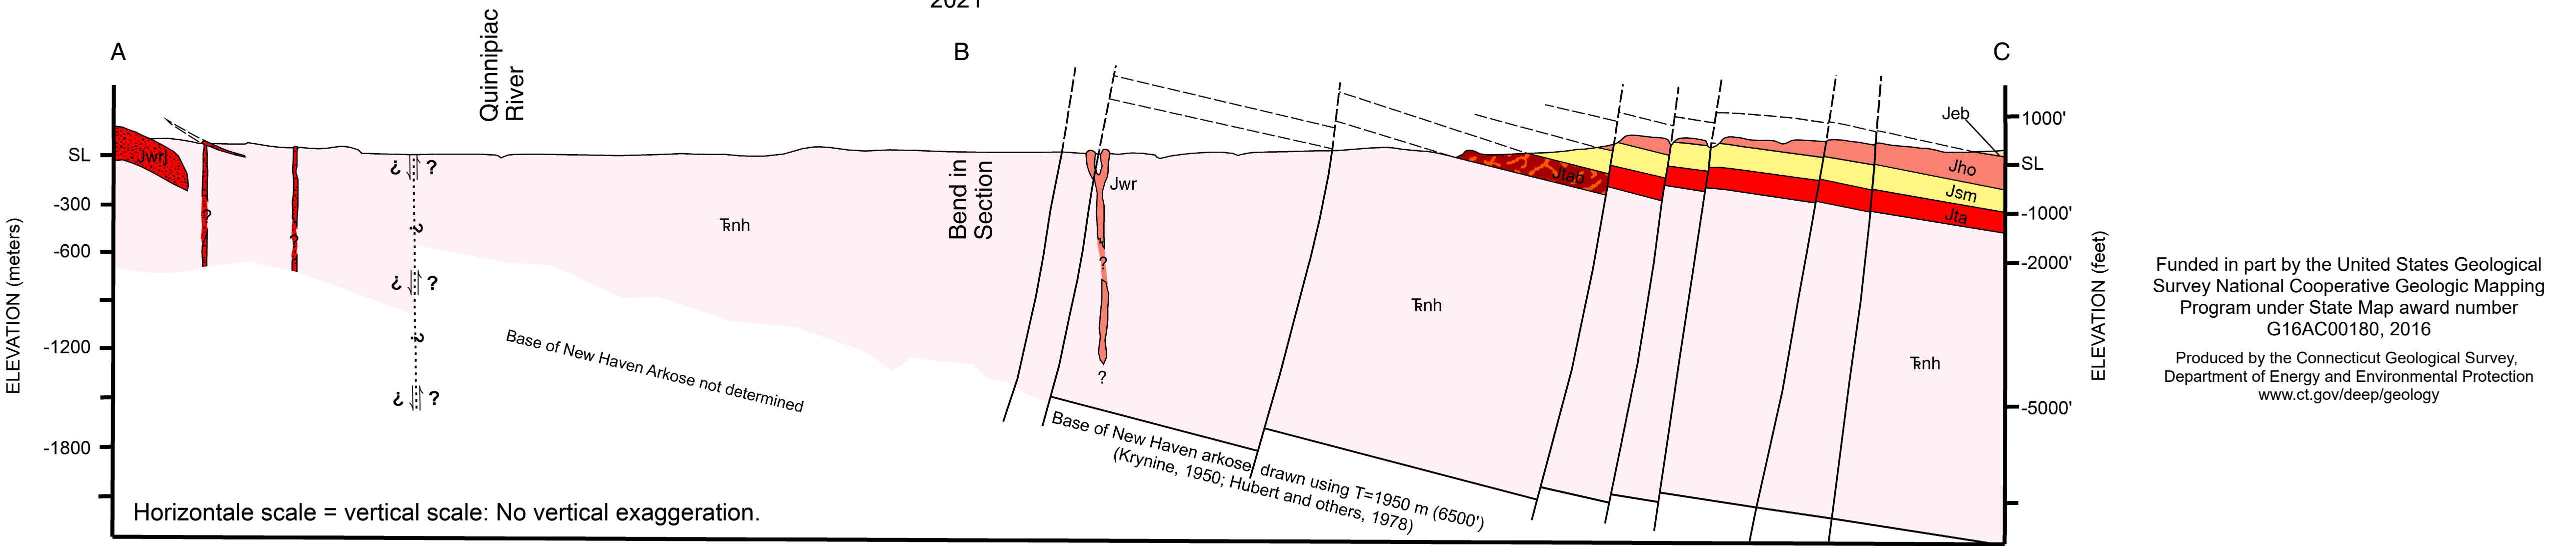 2021
A
B
C
Quinnipiac
River
Bend in
Section
ELEVATION (meters)
SL
-300
-600
-1200
-1800
Jwrj
?
?
¿ ?
?
¿ ?
?
¿ ?
Ꞧnh
Base of New Haven Arkose not determined
Jwr
?
?
Ꞧnh
Jtab
Jeb
Jho
Jsm
Jta
Ꞧnh
1000'
SL
-1000'
-2000'
-5000'
ELEVATION (feet)
Base of New Haven arkose drawn using T=1950 m (6500')
(Krynine, 1950; Hubert and others, 1978)
Horizontale scale = vertical scale: No vertical exaggeration.
Funded in part by the United States Geological
Survey National Cooperative Geologic Mapping
Program under State Map award number
G16AC00180, 2016
Produced by the Connecticut Geological Survey,
Department of Energy and Environmental Protection
www.ct.gov/deep/geology